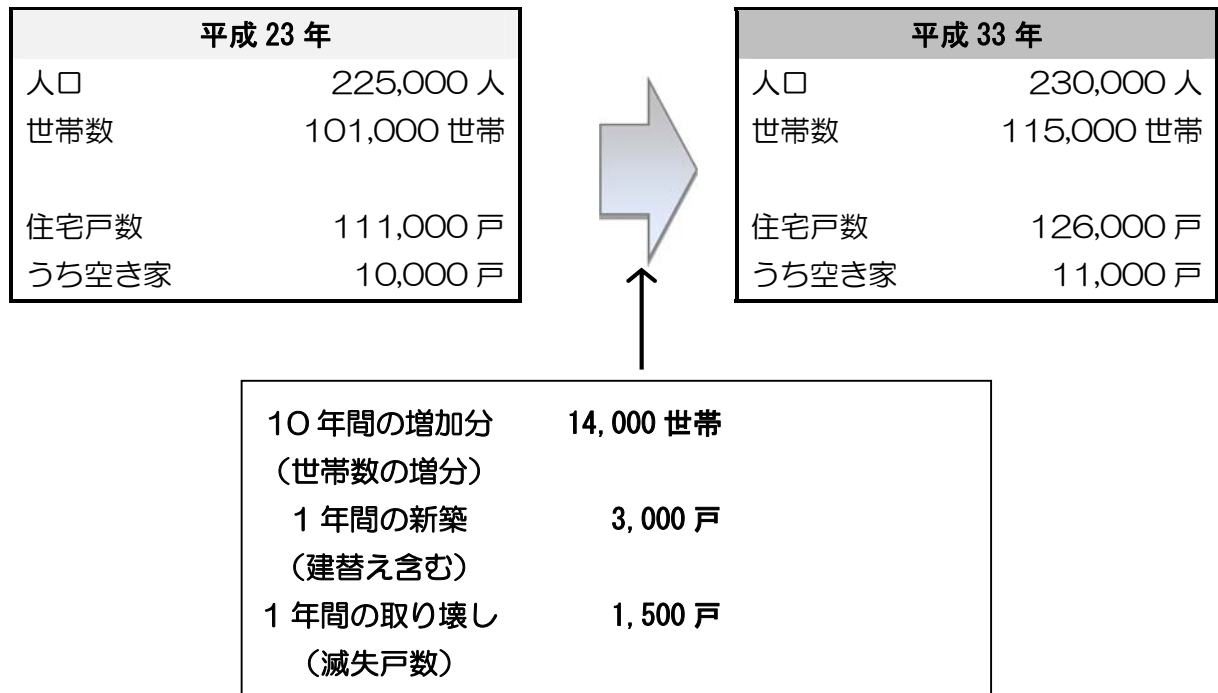 平成 23 年
人口 225,000 人
世帯数 101,000 世帯
住宅戸数 111,000 戸
うち空き家 10,000 戸
平成 33 年
人口 230,000 人
世帯数 115,000 世帯
住宅戸数 126,000 戸
うち空き家 11,000 戸
10 年間の増加分 14,000 世帯
（世帯数の増分）
1 年間の新築 3,000 戸
（建替え含む）
1 年間の取り壊し 1,500 戸
（滅失戸数）